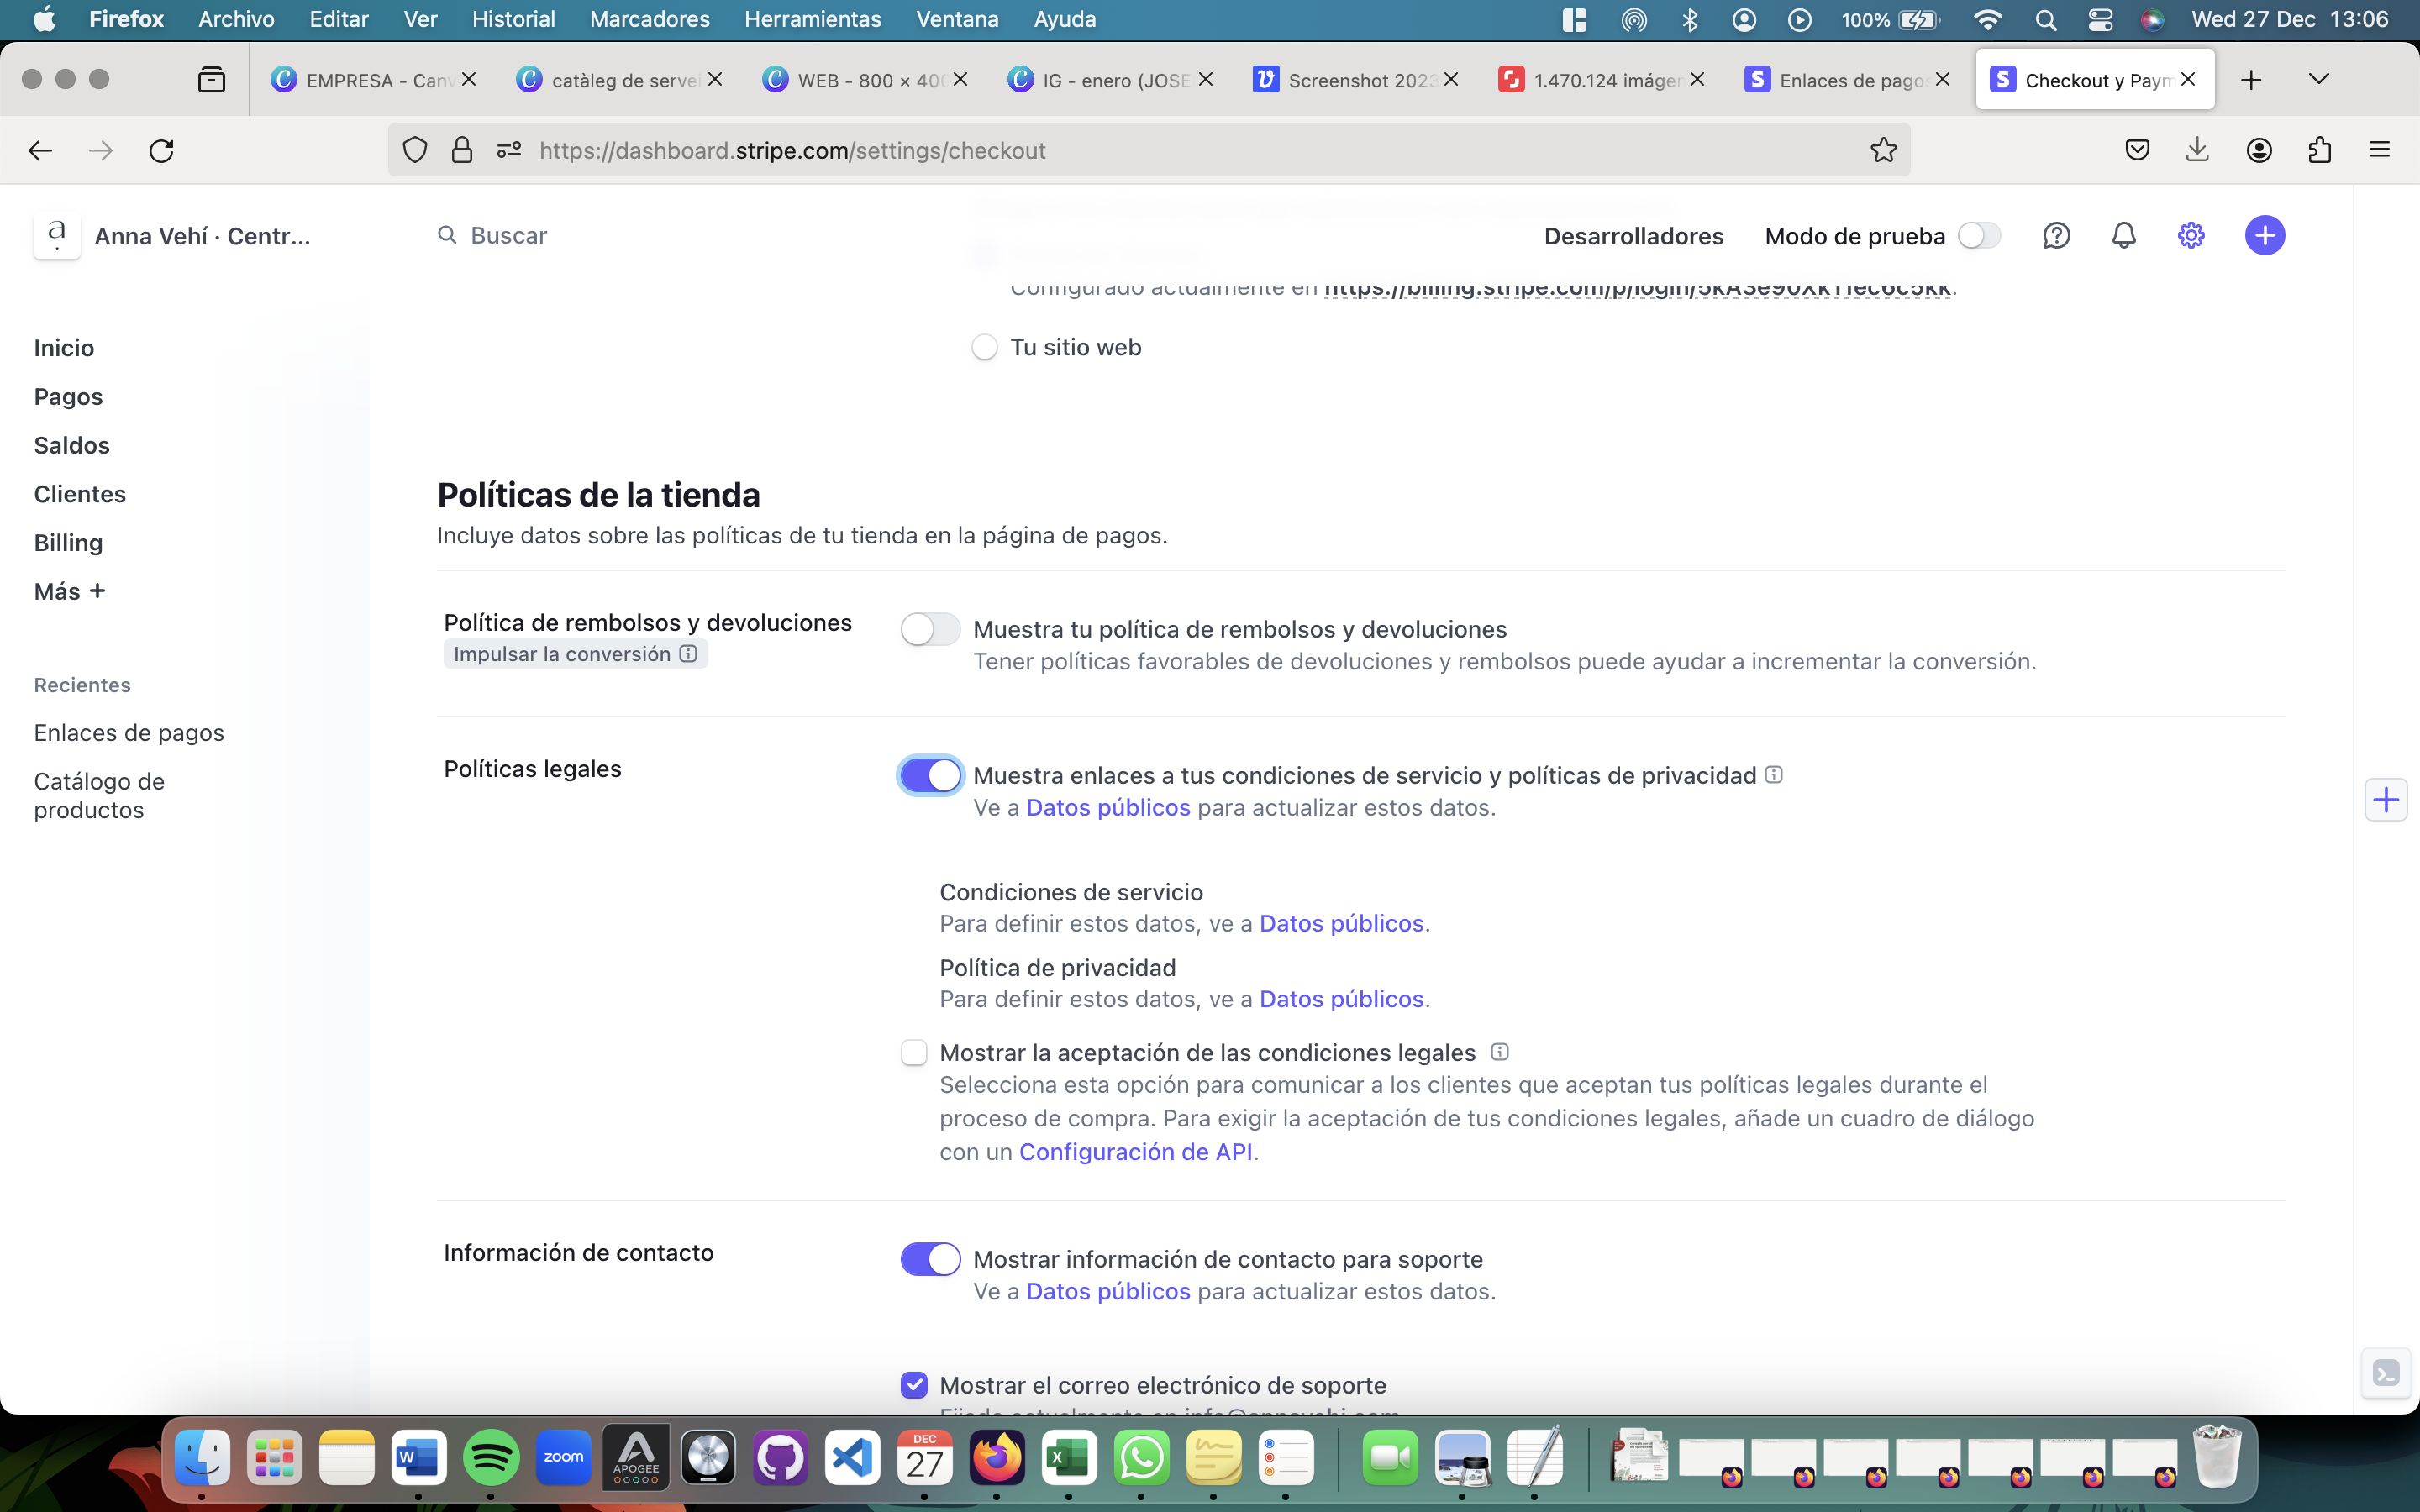 Firefox Archivo Editar Ver Historial Marcadores Herramientas Ventana Ayuda 100% Wed 27 Dec 13:06
EMPRESA - Canv catàleg de servei WEB - 800 × 400 IG - enero (JOSE Screenshot 2023 1.470.124 imágen Enlaces de pagos Checkout y Paym
https://dashboard.stripe.com/settings/checkout
a
Anna Vehí · Centr...
Buscar
Desarrolladores
Modo de prueba
Configurado actualmente en
Tu sitio web
Inicio
Pagos
Saldos
Clientes
Billing
Más +
Recientes
Enlaces de pagos
Catálogo de
productos
Políticas de la tienda
Incluye datos sobre las políticas de tu tienda en la página de pagos.
Política de rembolsos y devoluciones
Impulsar la conversión
Muestra tu política de rembolsos y devoluciones
Tener políticas favorables de devoluciones y rembolsos puede ayudar a incrementar la conversión.
Políticas legales
Muestra enlaces a tus condiciones de servicio y políticas de privacidad
Ve a Datos públicos para actualizar estos datos.
Condiciones de servicio
Para definir estos datos, ve a Datos públicos.
Política de privacidad
Para definir estos datos, ve a Datos públicos.
Mostrar la aceptación de las condiciones legales
Selecciona esta opción para comunicar a los clientes que aceptan tus políticas legales durante el
proceso de compra. Para exigir la aceptación de tus condiciones legales, añade un cuadro de diálogo
con un Configuración de API.
Información de contacto
Mostrar información de contacto para soporte
Ve a Datos públicos para actualizar estos datos.
Mostrar el correo electrónico de soporte
W
zoom
APOGEE
DEC
27
X